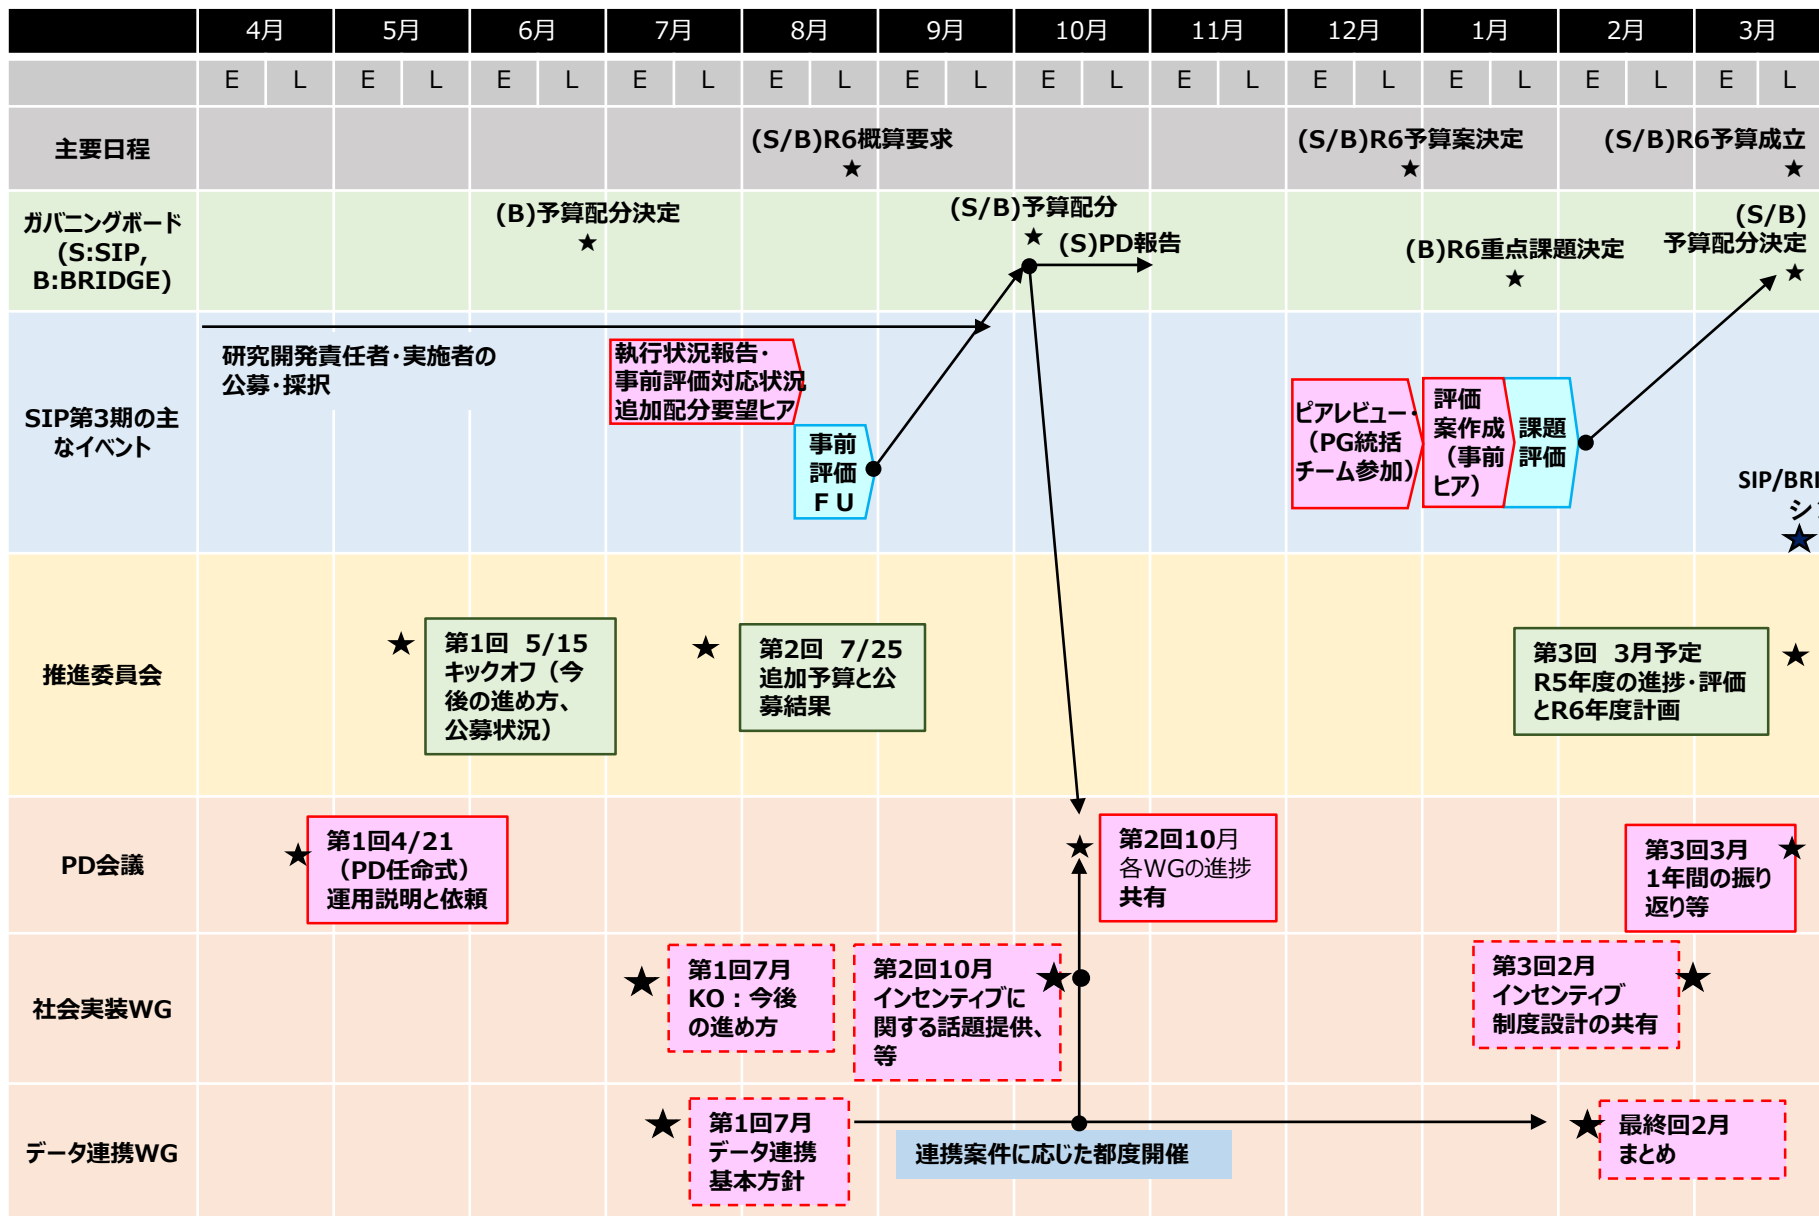 4月 5月 6月 7月 8月 9月 10月 11月 12月 1月 2月 3月
E L E L E L E L E L E L E L E L E L E L E L E L
主要日程
(S/B)R6概算要求
(S/B)R6予算案決定
(S/B)R6予算成立
ガバニングボード
(S:SIP,
B:BRIDGE)
(B)予算配分決定
(S/B)予算配分
(S)PD報告
(B)R6重点課題決定
(S/B)
予算配分決定
SIP第3期の主
なイベント
研究開発責任者・実施者の
公募・採択
執行状況報告・
事前評価対応状況
追加配分要望ヒア
事前
評価
ＦＵ
ピアレビュー・
（PG統括
チーム参加）
評価
案作成
（事前
ヒア）
課題
評価
SIP/BRI
シ
推進委員会
第1回 5/15
キックオフ（今
後の進め方、
公募状況）
第2回 7/25
追加予算と公
募結果
第3回 3月予定
R5年度の進捗・評価
とR6年度計画
PD会議
第1回4/21
（PD任命式）
運用説明と依頼
第2回10月
各WGの進捗
共有
第3回3月
1年間の振り
返り等
社会実装WG
第1回7月
KO：今後
の進め方
第2回10月
インセンティブに
関する話題提供、
等
第3回2月
インセンティブ
制度設計の共有
データ連携WG
第1回7月
データ連携
基本方針
連携案件に応じた都度開催
最終回2月
まとめ